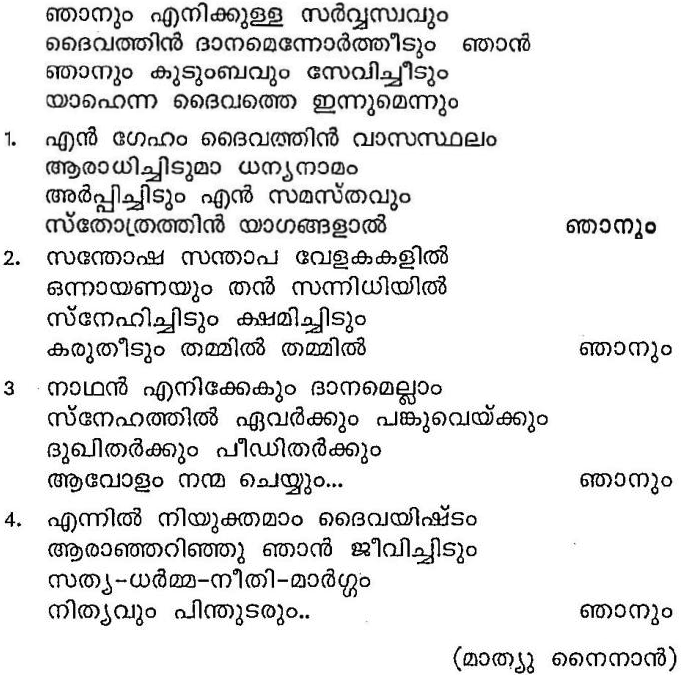 ഞാനും എനിക്കുള്ള സർവ്വസ്വവും
ദൈവത്തിൻ ദാനമെന്നോർത്തീടും ഞാൻ
ഞാനും കുടുംബവും സേവിച്ചീടും
യാഹെന്ന ദൈവത്തെ ഇന്നുമെന്നും
1. എൻ ഗേഹം ദൈവത്തിൻ വാസസ്ഥലം
ആരാധിച്ചിടുമാ ധന്യനാമം
അർപ്പിച്ചിടും എൻ സമസ്തവും
സ്തോത്രത്തിൻ യാഗങ്ങളാൽ ഞാനും
2. സന്തോഷ സന്താപ വേളകകളിൽ
ഒന്നായണയും തൻ സന്നിധിയിൽ
സ്നേഹിച്ചിടും ക്ഷമിച്ചിടും
കരുതീടും തമ്മിൽ തമ്മിൽ ഞാനും
3 നാഥൻ എനിക്കേകും ദാനമെല്ലാം
സ്നേഹത്തിൽ ഏവർക്കും പങ്കുവെയ്ക്കും
ദുഖിതർക്കും പീഡിതർക്കും
ആവോളം നന്മ ചെയ്യും... ഞാനും
4. എന്നിൽ നിയുക്തമാം ദൈവയിഷ്ടം
ആരാഞ്ഞറിഞ്ഞു ഞാൻ ജീവിച്ചിടും
സത്യ-ധർമ്മ-നീതി-മാർഗ്ഗം
നിത്യവും പിന്തുടരും.. ഞാനും
(മാത്യു നൈനാൻ)